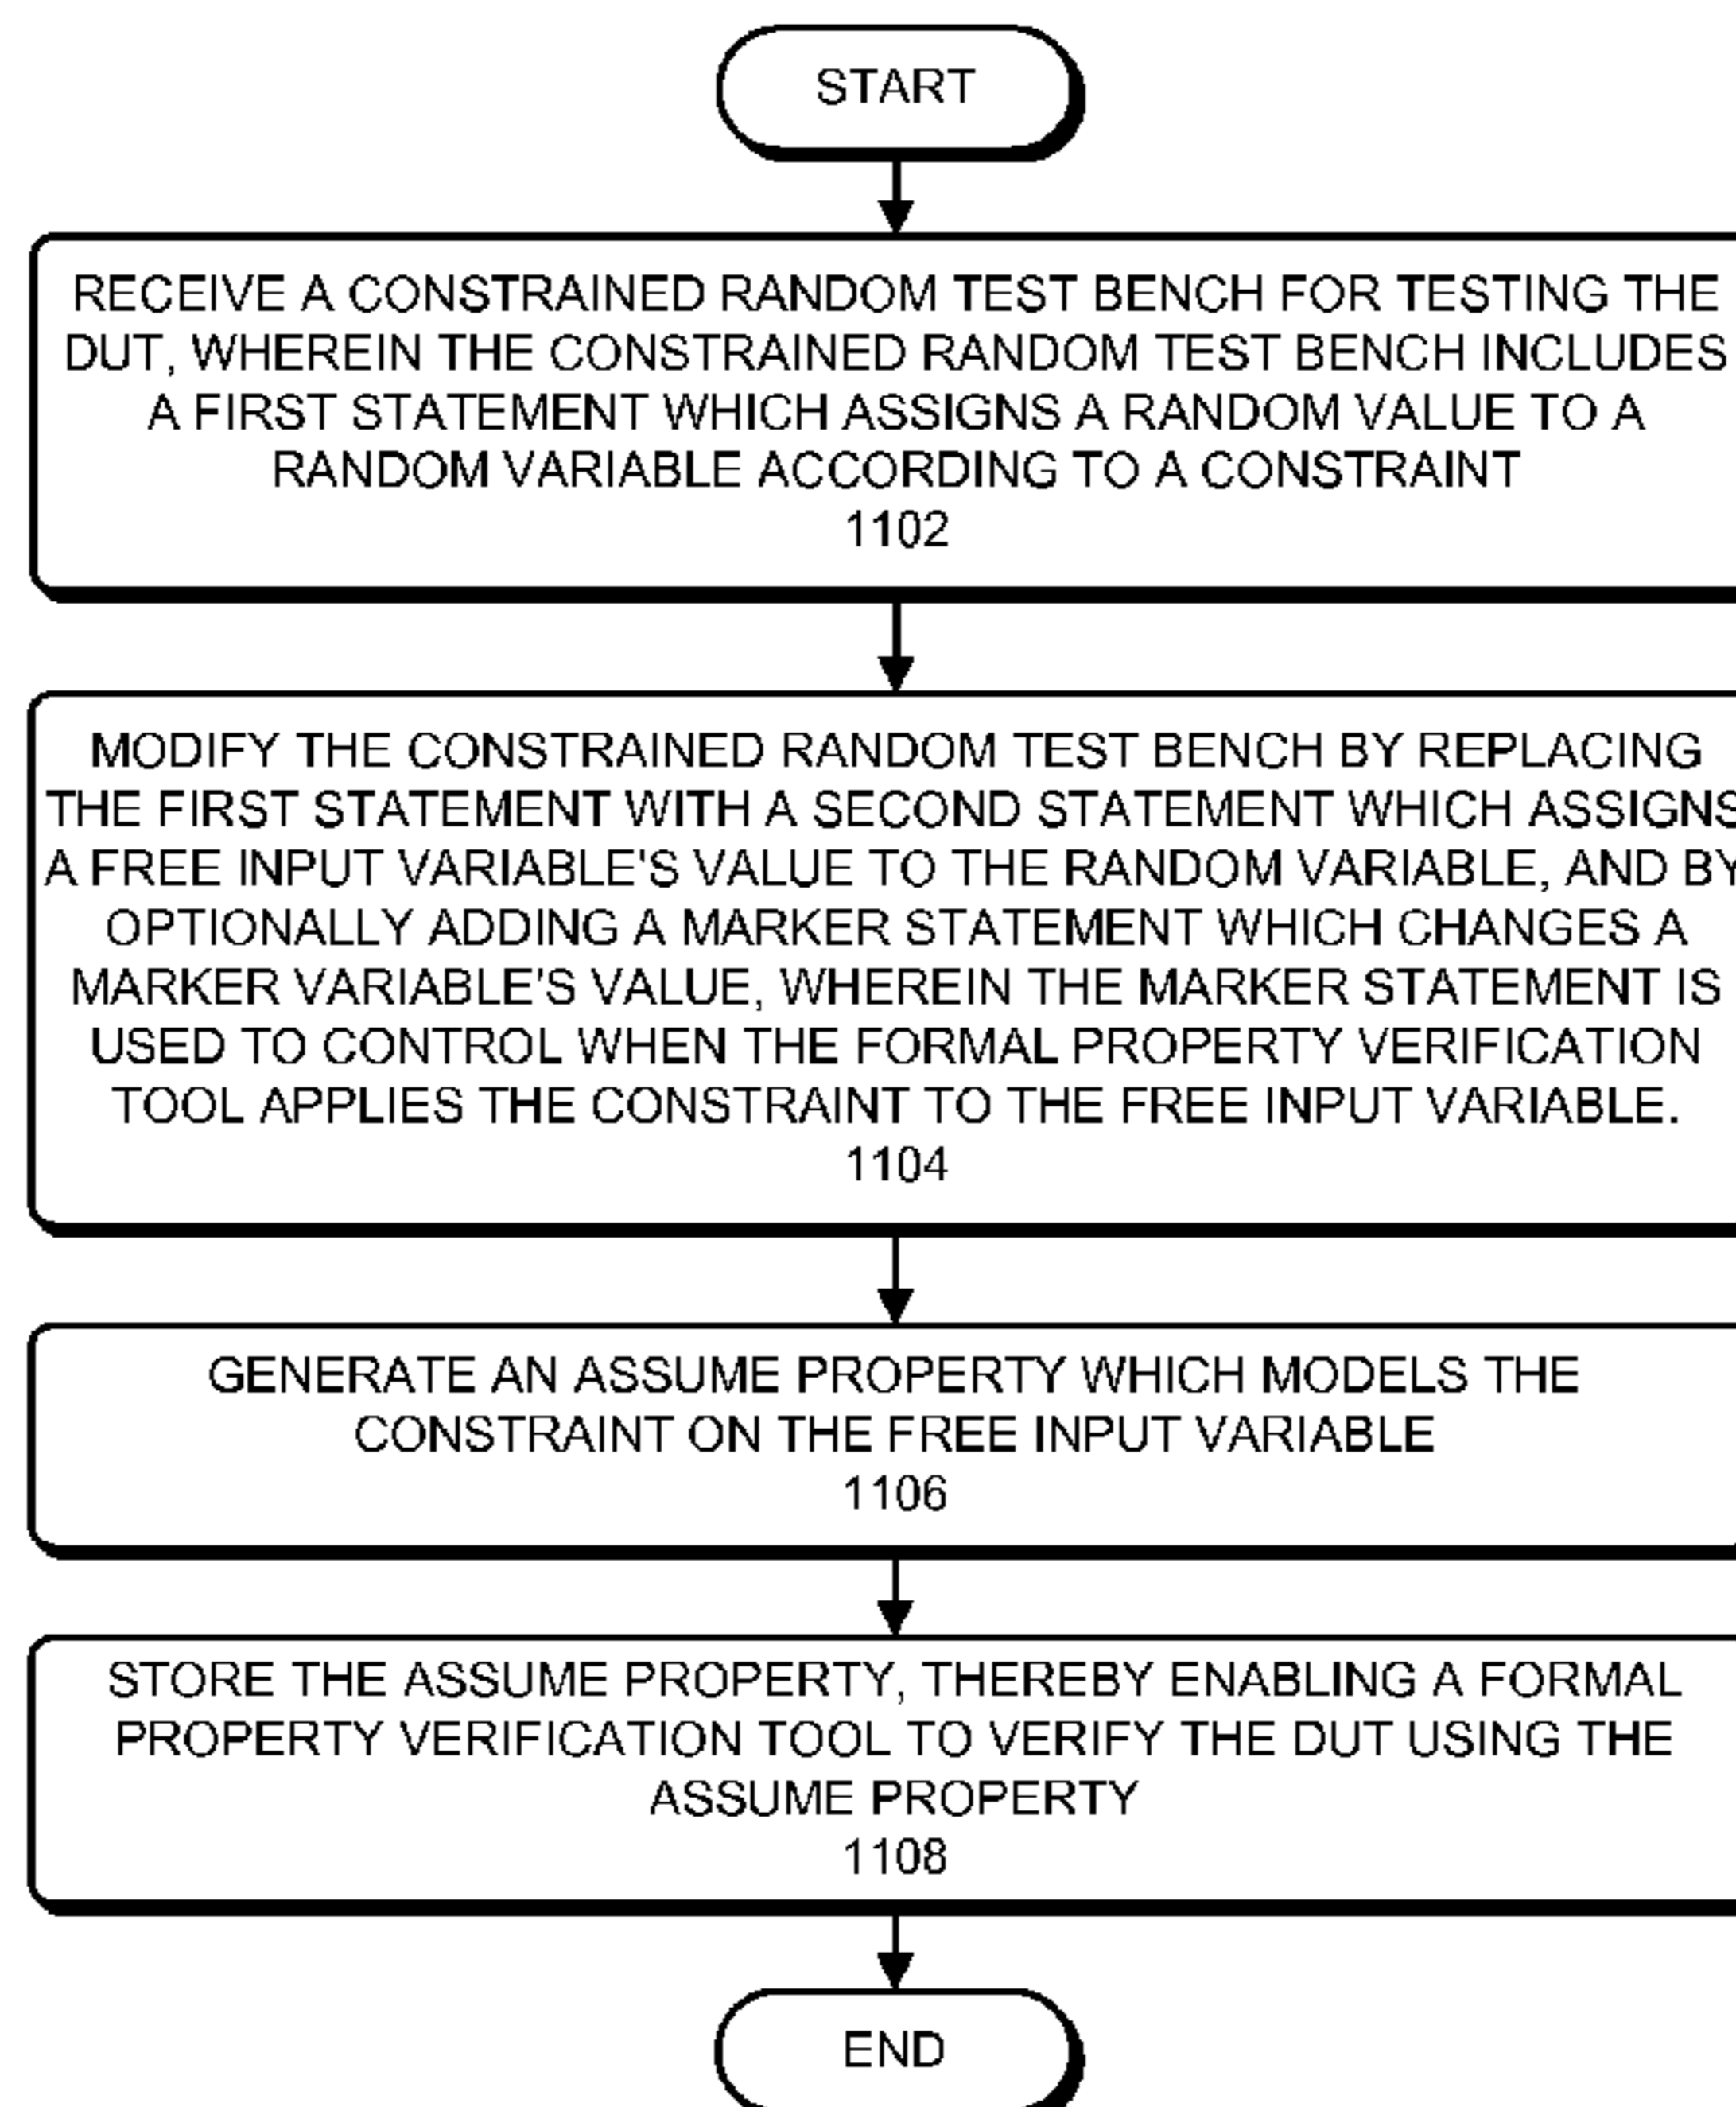 START
RECEIVE A CONSTRAINED RANDOM TEST BENCH FOR TESTING THE
DUT, WHEREIN THE CONSTRAINED RANDOM TEST BENCH INCLUDES
A FIRST STATEMENT WHICH ASSIGNS A RANDOM VALUE TO A
RANDOM VARIABLE ACCORDING TO A CONSTRAINT
1102
MODIFY THE CONSTRAINED RANDOM TEST BENCH BY REPLACING
THE FIRST STATEMENT WITH A SECOND STATEMENT WHICH ASSIGNS
A FREE INPUT VARIABLE'S VALUE TO THE RANDOM VARIABLE, AND BY
OPTIONALLY ADDING A MARKER STATEMENT WHICH CHANGES A
MARKER VARIABLE'S VALUE, WHEREIN THE MARKER STATEMENT IS
USED TO CONTROL WHEN THE FORMAL PROPERTY VERIFICATION
TOOL APPLIES THE CONSTRAINT TO THE FREE INPUT VARIABLE.
1104
GENERATE AN ASSUME PROPERTY WHICH MODELS THE
CONSTRAINT ON THE FREE INPUT VARIABLE
1106
STORE THE ASSUME PROPERTY, THEREBY ENABLING A FORMAL
PROPERTY VERIFICATION TOOL TO VERIFY THE DUT USING THE
ASSUME PROPERTY
1108
END